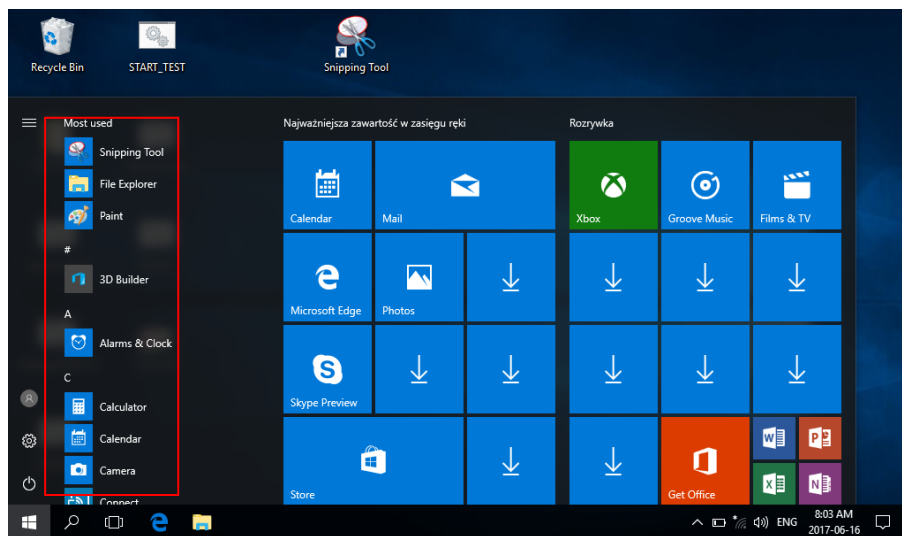 Recycle Bin
START_TEST
Snipping Tool
Most used
Snipping Tool
File Explorer
Paint
#
3D Builder
A
Alarms & Clock
C
Calculator
Calendar
Camera
Connect
Najważniejsza zawartość w zasięgu ręki
Calendar
Mail
Microsoft Edge
Photos
Skype Preview
Store
Rozrywka
Xbox
Groove Music
Films & TV
Get Office
ENG
8:03 AM
2017-06-16